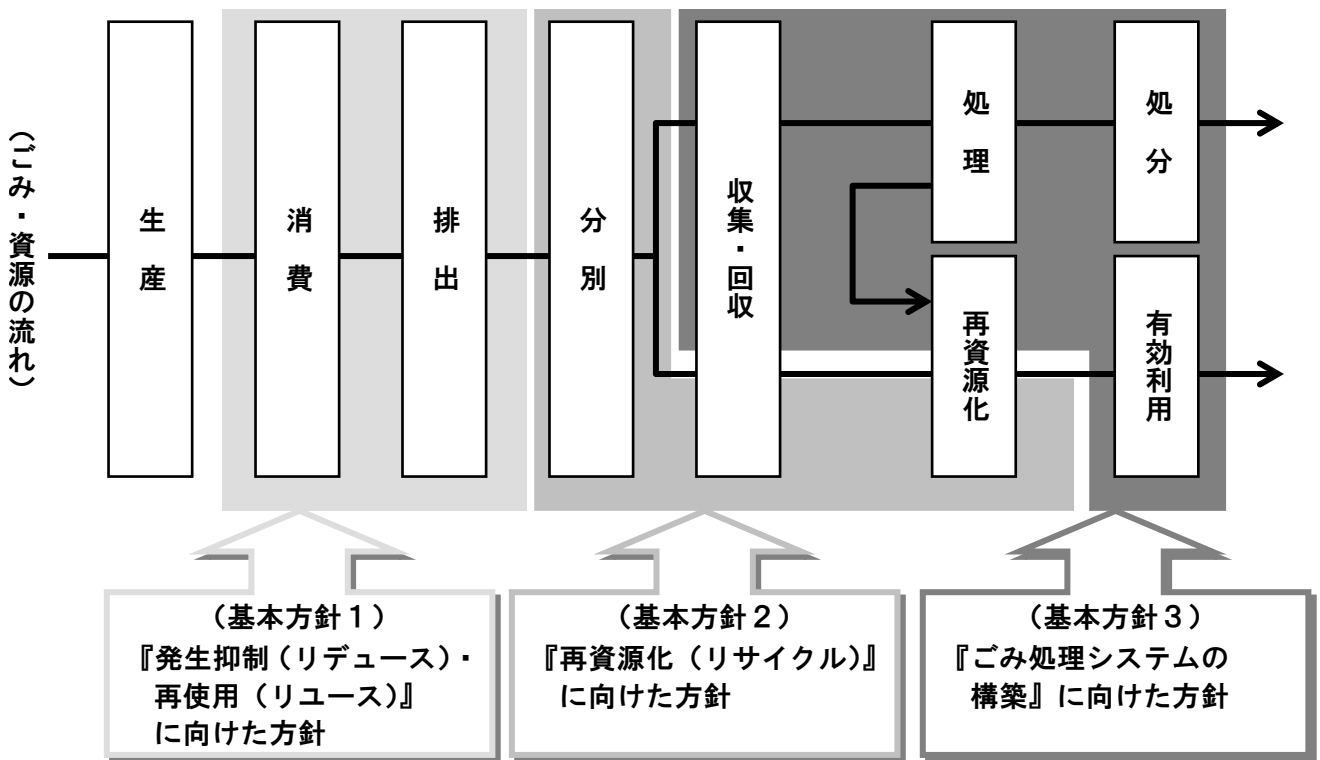 （ごみ・資源の流れ）
生産
消費
排出
分別
収集・回収
処理
処分
再資源化
有効利用
（基本方針１）
『発生抑制（リデュース）・
再使用（リユース）』
に向けた方針
（基本方針２）
『再資源化（リサイクル）』
に向けた方針
（基本方針３）
『ごみ処理システムの
構築』に向けた方針